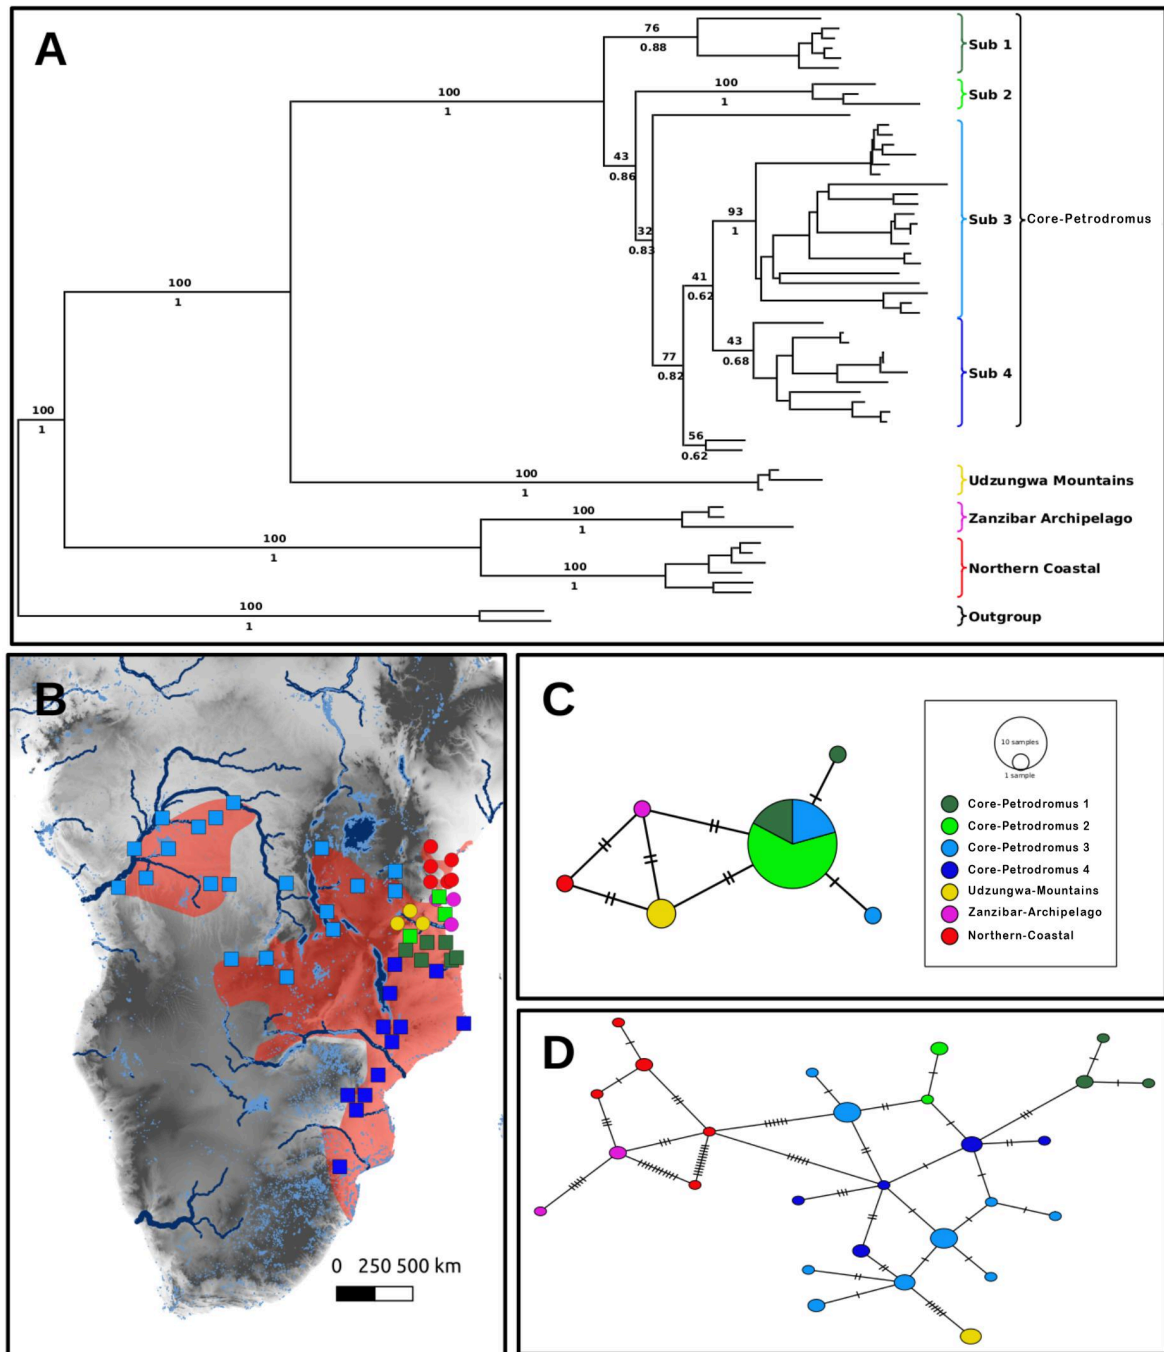 A
76
0.88
Sub 1
100
1
Sub 2
100
1
43
0.86
32
0.83
93
1
Sub 3
Core-Petrodromus
41
0.62
100
1
43
0.68
Sub 4
77
0.82
100
1
56
0.62
100
1
Udzungwa Mountains
100
1
Zanzibar Archipelago
100
1
100
1
Northern Coastal
100
1
Outgroup
B
0 250 500 km
C
10 samples
1 sample
Core-Petrodromus 1
Core-Petrodromus 2
Core-Petrodromus 3
Core-Petrodromus 4
Udzungwa-Mountains
Zanzibar-Archipelago
Northern-Coastal
D